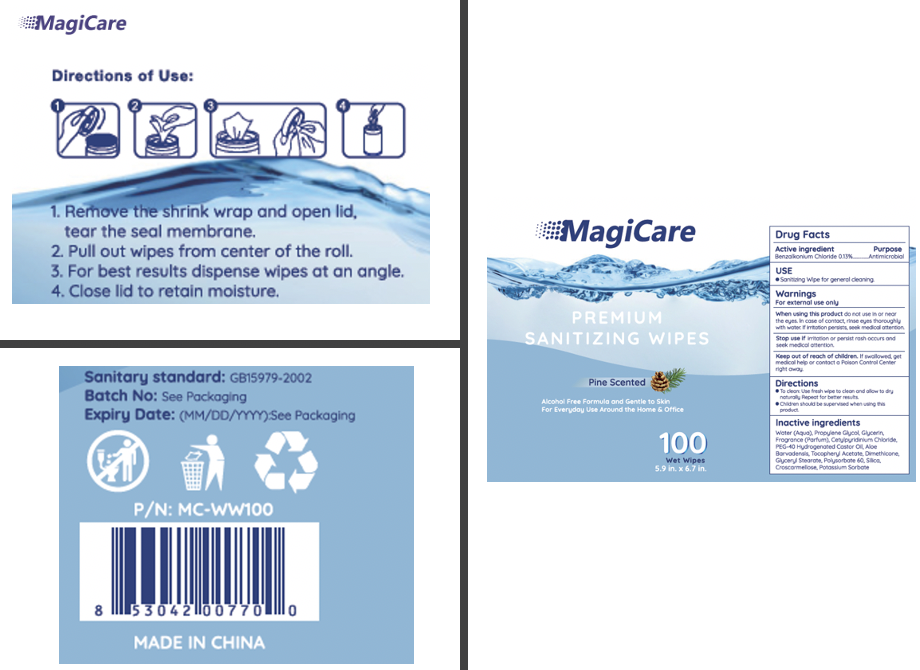 MagiCare
Directions of Use:
1 2 3 4
1. Remove the shrink wrap and open lid,
tear the seal membrane.
2. Pull out wipes from center of the roll.
3. For best results dispense wipes at an angle.
4. Close lid to retain moisture.
Sanitary standard: GB15979-2002
Batch No: See Packaging
Expiry Date: (MM/DD/YYYY):See Packaging
P/N: MC-WW100
8 53042 00770 0
MADE IN CHINA
MagiCare
PREMIUM
SANITIZING WIPES
Pine Scented
Alcohol Free Formula and Gentle to Skin
For Everyday Use Around the Home & Office
100
Wet Wipes
5.9 in. x 6.7 in.
Drug Facts
Active ingredient Purpose
Benzalkonium Chloride 0.13%.......Antimicrobial
USE
● Sanitizing Wipe for general cleaning.
Warnings
For external use only
When using this product do not use in or near
the eyes. In case of contact, rinse eyes thoroughly
with water. If irritation persists, seek medical attention.
Stop use if irritation or persist rash occurs and
seek medical attention.
Keep out of reach of children. If swallowed, get
medical help or contact a Poison Control Center
right away.
Directions
● To clean: Use fresh wipe to clean and allow to dry
naturally. Repeat for better results.
● Children should be supervised when using this
product.
Inactive ingredients
Water (Aqua), Propylene Glycol, Glycerin,
Fragrance (Parfum), Cetylpyridinium Chloride,
PEG-40 Hydrogenated Castor Oil, Aloe
Barvadensis, Tocopheryl Acetate, Dimethicone,
Glyceryl Stearate, Polysorbate 60, Silica,
Croscarmellose, Potassium Sorbate